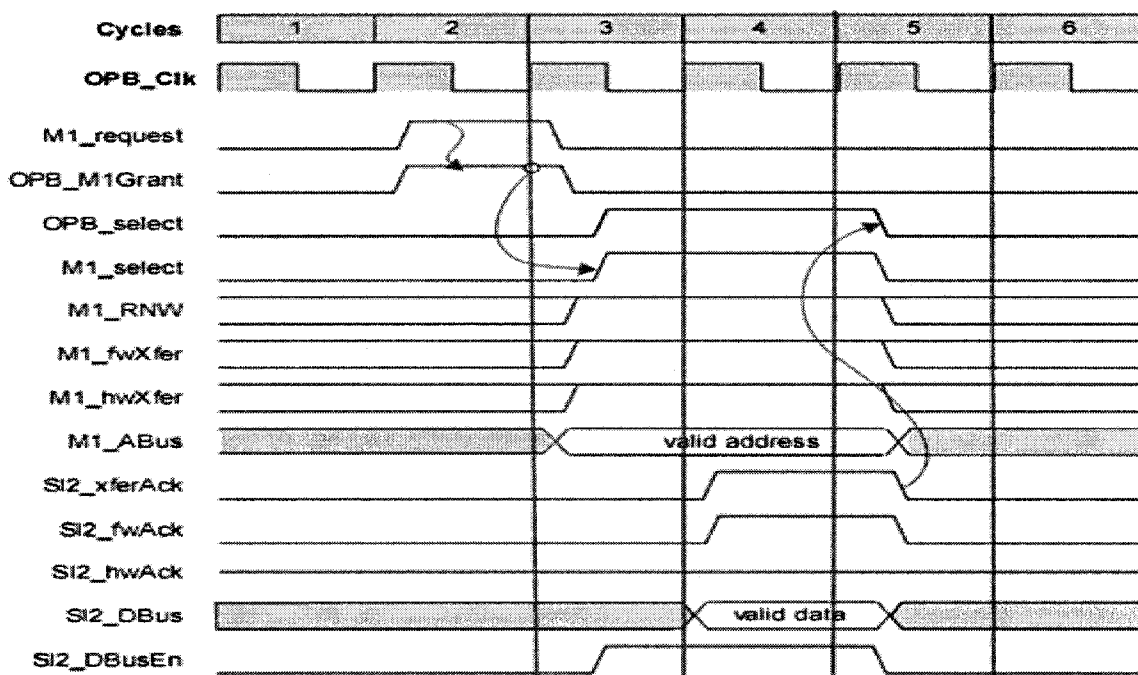 Cycles 1 2 3 4 5 6
OPB_Clk
M1_request
OPB_M1Grant
OPB_select
M1_select
M1_RNW
M1_fwXfer
M1_hwXfer
M1_ABus valid address
Sl2_xferAck
Sl2_fwAck
Sl2_hwAck
Sl2_DBus valid data
Sl2_DBusEn